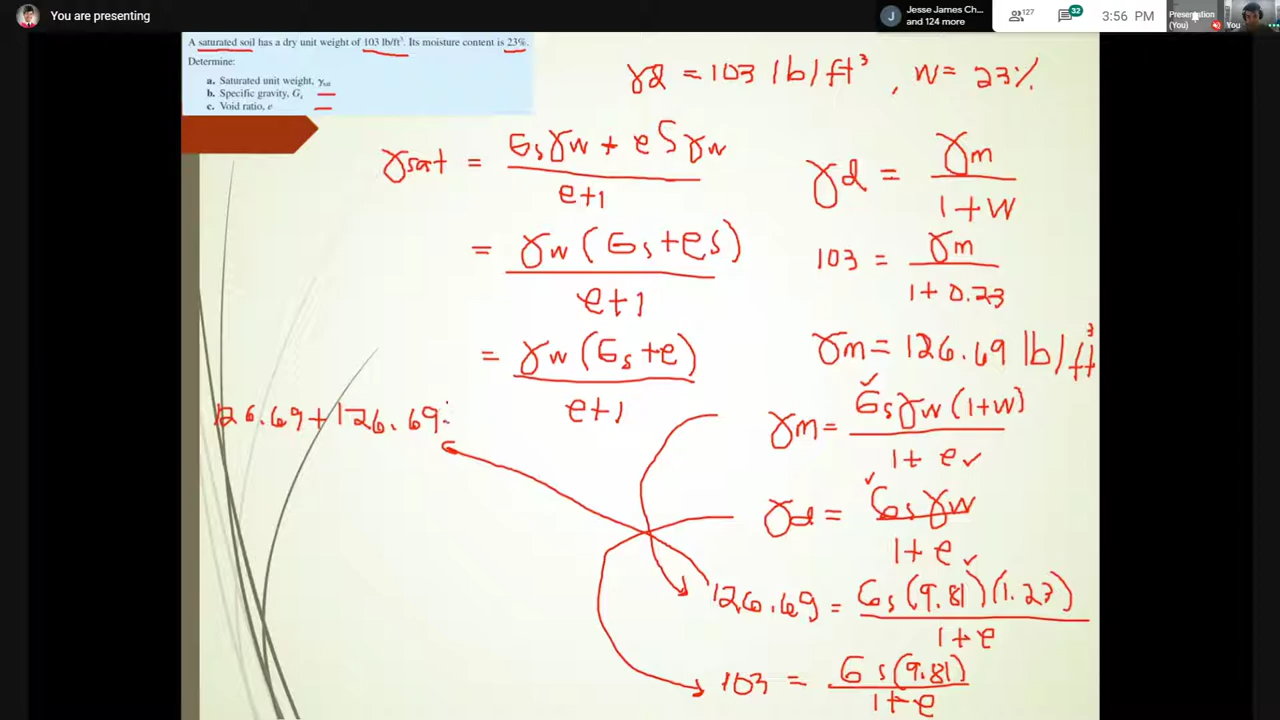 You are presenting
J
Jesse James Ch...
and 124 more
127
32
3:56 PM
Presentation
(You)
You
A saturated soil has a dry unit weight of 103 lb/ft³. Its moisture content is 23%.
Determine:
a. Saturated unit weight, γsat
b. Specific gravity, Gs
c. Void ratio, e
γd = 103 lb/ft³, w = 23%
γsat = Gsγw + eSγw / e+1
= γw(Gs+eS) / e+1
= γw(Gs+e) / e+1
126.69 + 126.69
γd = γm / 1+w
103 = γm / 1+0.23
γm = 126.69 lb/ft³
γm = Gsγw(1+w) / 1+e
γd = Gsγw / 1+e
126.69 = Gs(9.81)(1.23) / 1+e
103 = Gs(9.81) / 1+e